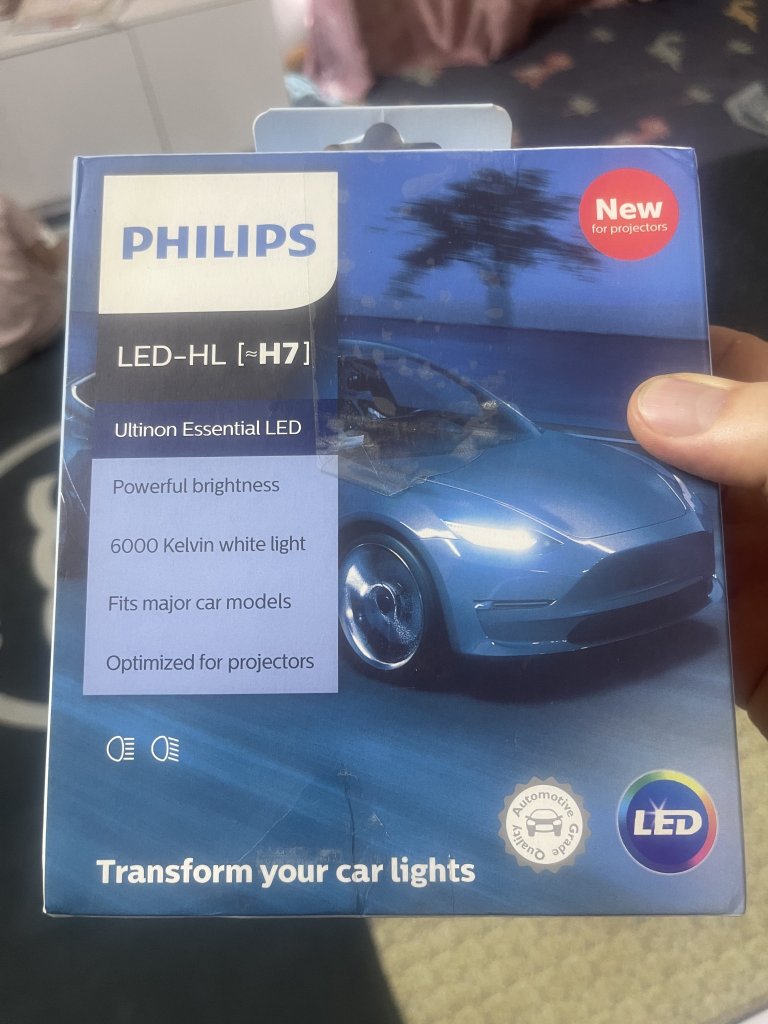 PHILIPS
New
for projectors
LED-HL [≈H7]
Ultinon Essential LED
Powerful brightness
6000 Kelvin white light
Fits major car models
Optimized for projectors
Automotive Grade
Quality
LED
Transform your car lights